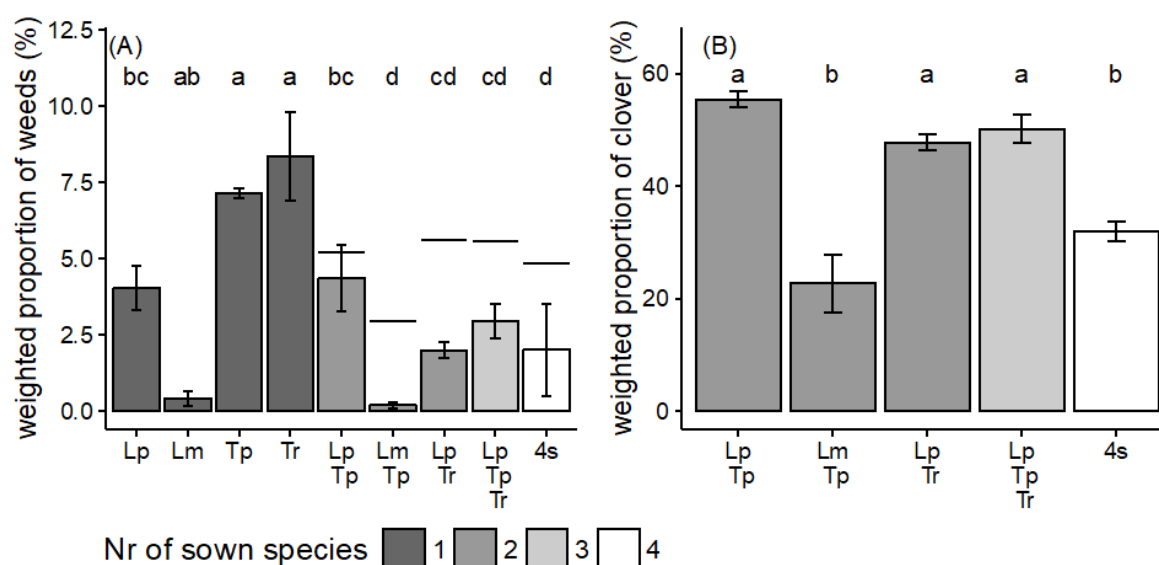 weighted proportion of weeds (%)
12.5
10.0
7.5
5.0
2.5
0.0
(A)
bc ab a a bc d cd cd d
Lp Lm Tp Tr Lp Lm Lp Lp 4s
Tp Tp Tr Tp
Tr
weighted proportion of clover (%)
60
40
20
0
(B)
a b a a b
Lp Lm Lp Lp 4s
Tp Tp Tr Tp
Tr
Nr of sown species 1 2 3 4